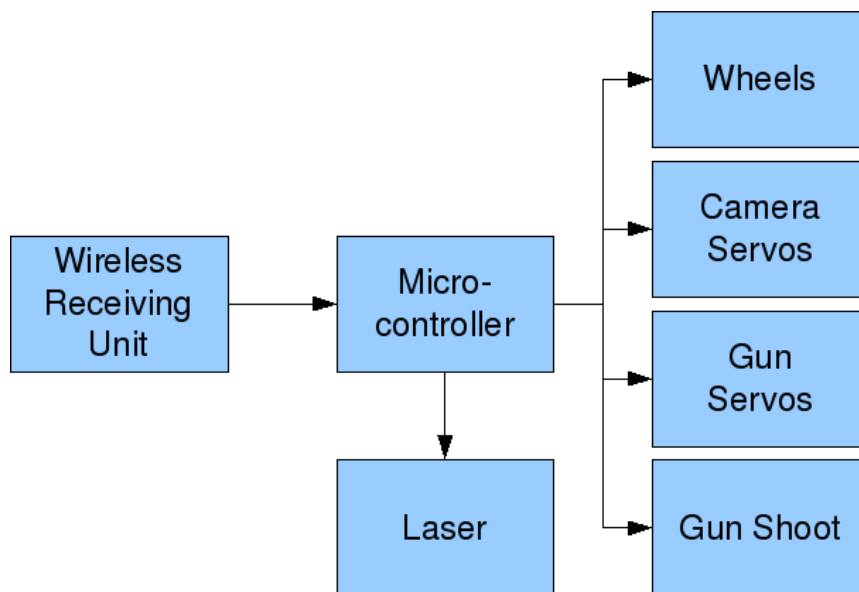 Wheels
Camera
Servos
Wireless
Receiving
Unit
Micro-
controller
Gun
Servos
Laser
Gun Shoot